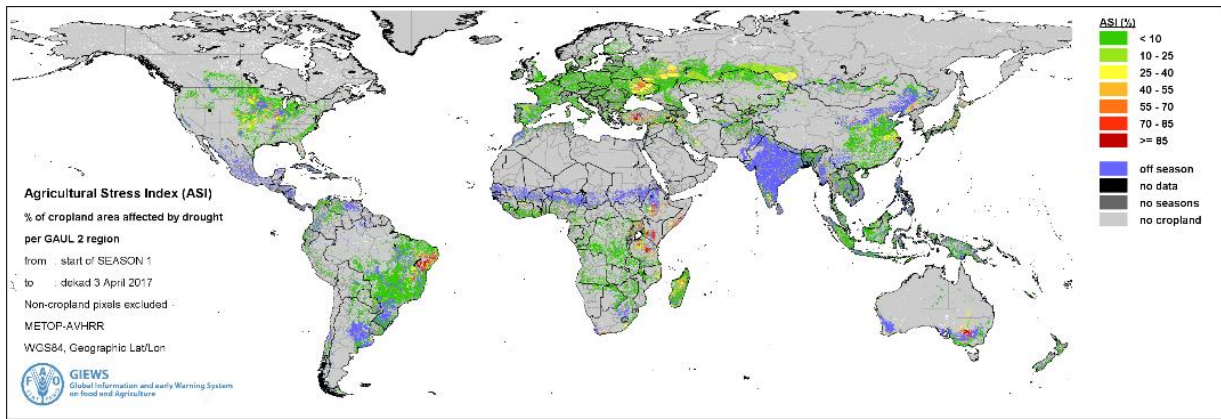 ASI (%)
< 10
10 - 25
25 - 40
40 - 55
55 - 70
70 - 85
>= 85
off season
no data
no seasons
no cropland
Agricultural Stress Index (ASI)
% of cropland area affected by drought
per GAUL 2 region
from : start of SEASON 1
to : dekad 3 April 2017
Non-cropland pixels excluded
METOP-AVHRR
WGS84, Geographic Lat/Lon
FAO
GIEWS
Global Information and early Warning System
on food and Agriculture